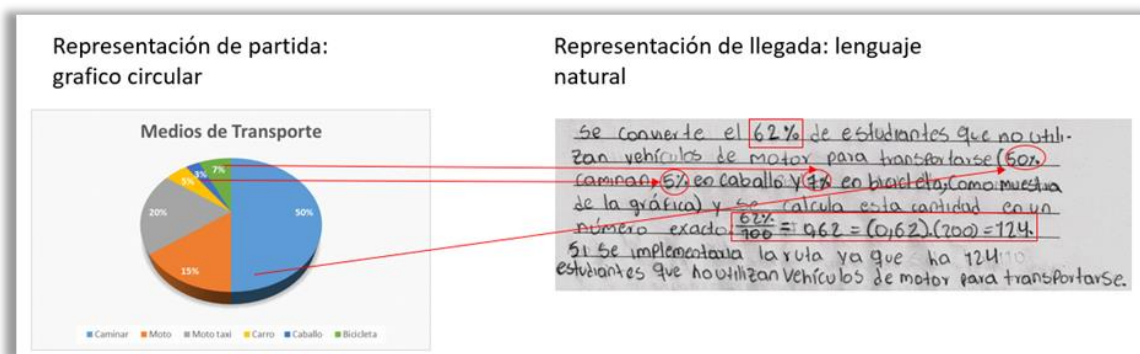 Representación de partida:
grafico circular
Representación de llegada: lenguaje
natural
Medios de Transporte
7%
3%
5%
20%
50%
15%
Caminar Moto Moto taxi Carro Caballo Bicicleta
se convierte el 62% de estudiantes que no utili-
zan vehículos de motor para transportarse (50%
caminan, 5% en caballo y 7% en bicicleta, como muestra
de la gráfica) y se calcula esta cantidad en un
número exacto. 62%/100 = 0,62 = (0,62).(200) = 124.
Si se implementaria la ruta ya que ha 124
estudiantes que no utilizan vehículos de motor para transportarse.